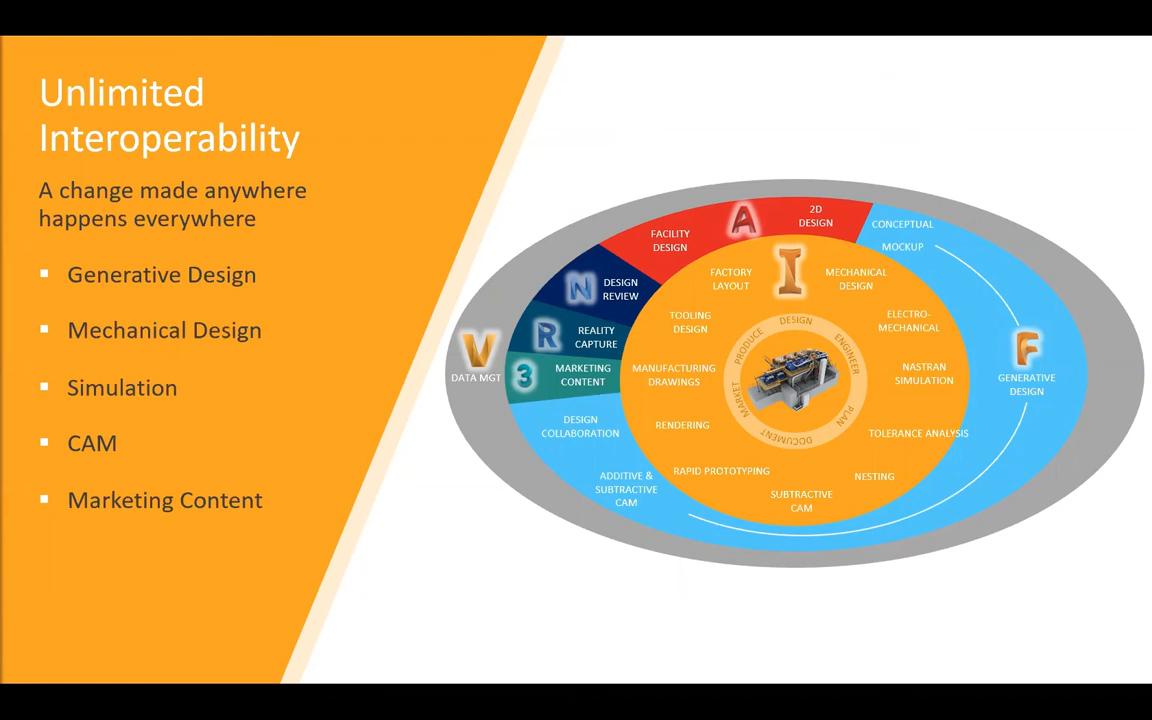 Unlimited
Interoperability
A change made anywhere
happens everywhere
▪ Generative Design
▪ Mechanical Design
▪ Simulation
▪ CAM
▪ Marketing Content
A
2D
DESIGN
FACILITY
DESIGN
CONCEPTUAL
MOCKUP
N
DESIGN
REVIEW
R
REALITY
CAPTURE
V
DATA MGT
3
MARKETING
CONTENT
DESIGN
COLLABORATION
ADDITIVE &
SUBTRACTIVE
CAM
F
GENERATIVE
DESIGN
I
FACTORY
LAYOUT
MECHANICAL
DESIGN
TOOLING
DESIGN
ELECTRO-
MECHANICAL
MANUFACTURING
DRAWINGS
NASTRAN
SIMULATION
RENDERING
TOLERANCE ANALYSIS
RAPID PROTOTYPING
NESTING
SUBTRACTIVE
CAM
DESIGN
ENGINEER
PLAN
DOCUMENT
MARKET
PRODUCE